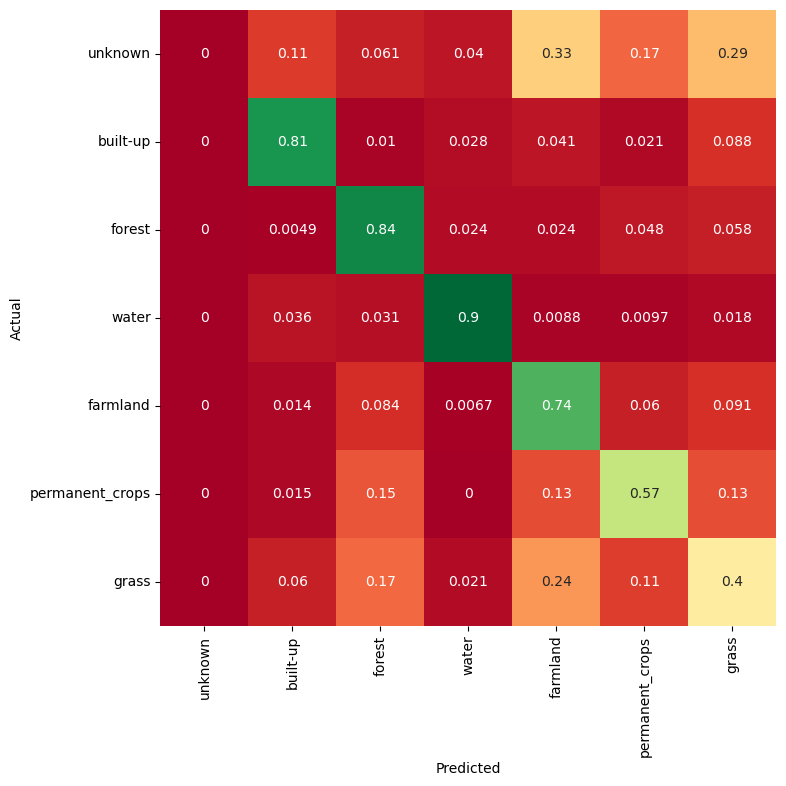 unknown 0 0.11 0.061 0.04 0.33 0.17 0.29
built-up 0 0.81 0.01 0.028 0.041 0.021 0.088
forest 0 0.0049 0.84 0.024 0.024 0.048 0.058
water 0 0.036 0.031 0.9 0.0088 0.0097 0.018
farmland 0 0.014 0.084 0.0067 0.74 0.06 0.091
permanent_crops 0 0.015 0.15 0 0.13 0.57 0.13
grass 0 0.06 0.17 0.021 0.24 0.11 0.4
Actual
unknown built-up forest water farmland permanent_crops grass
Predicted